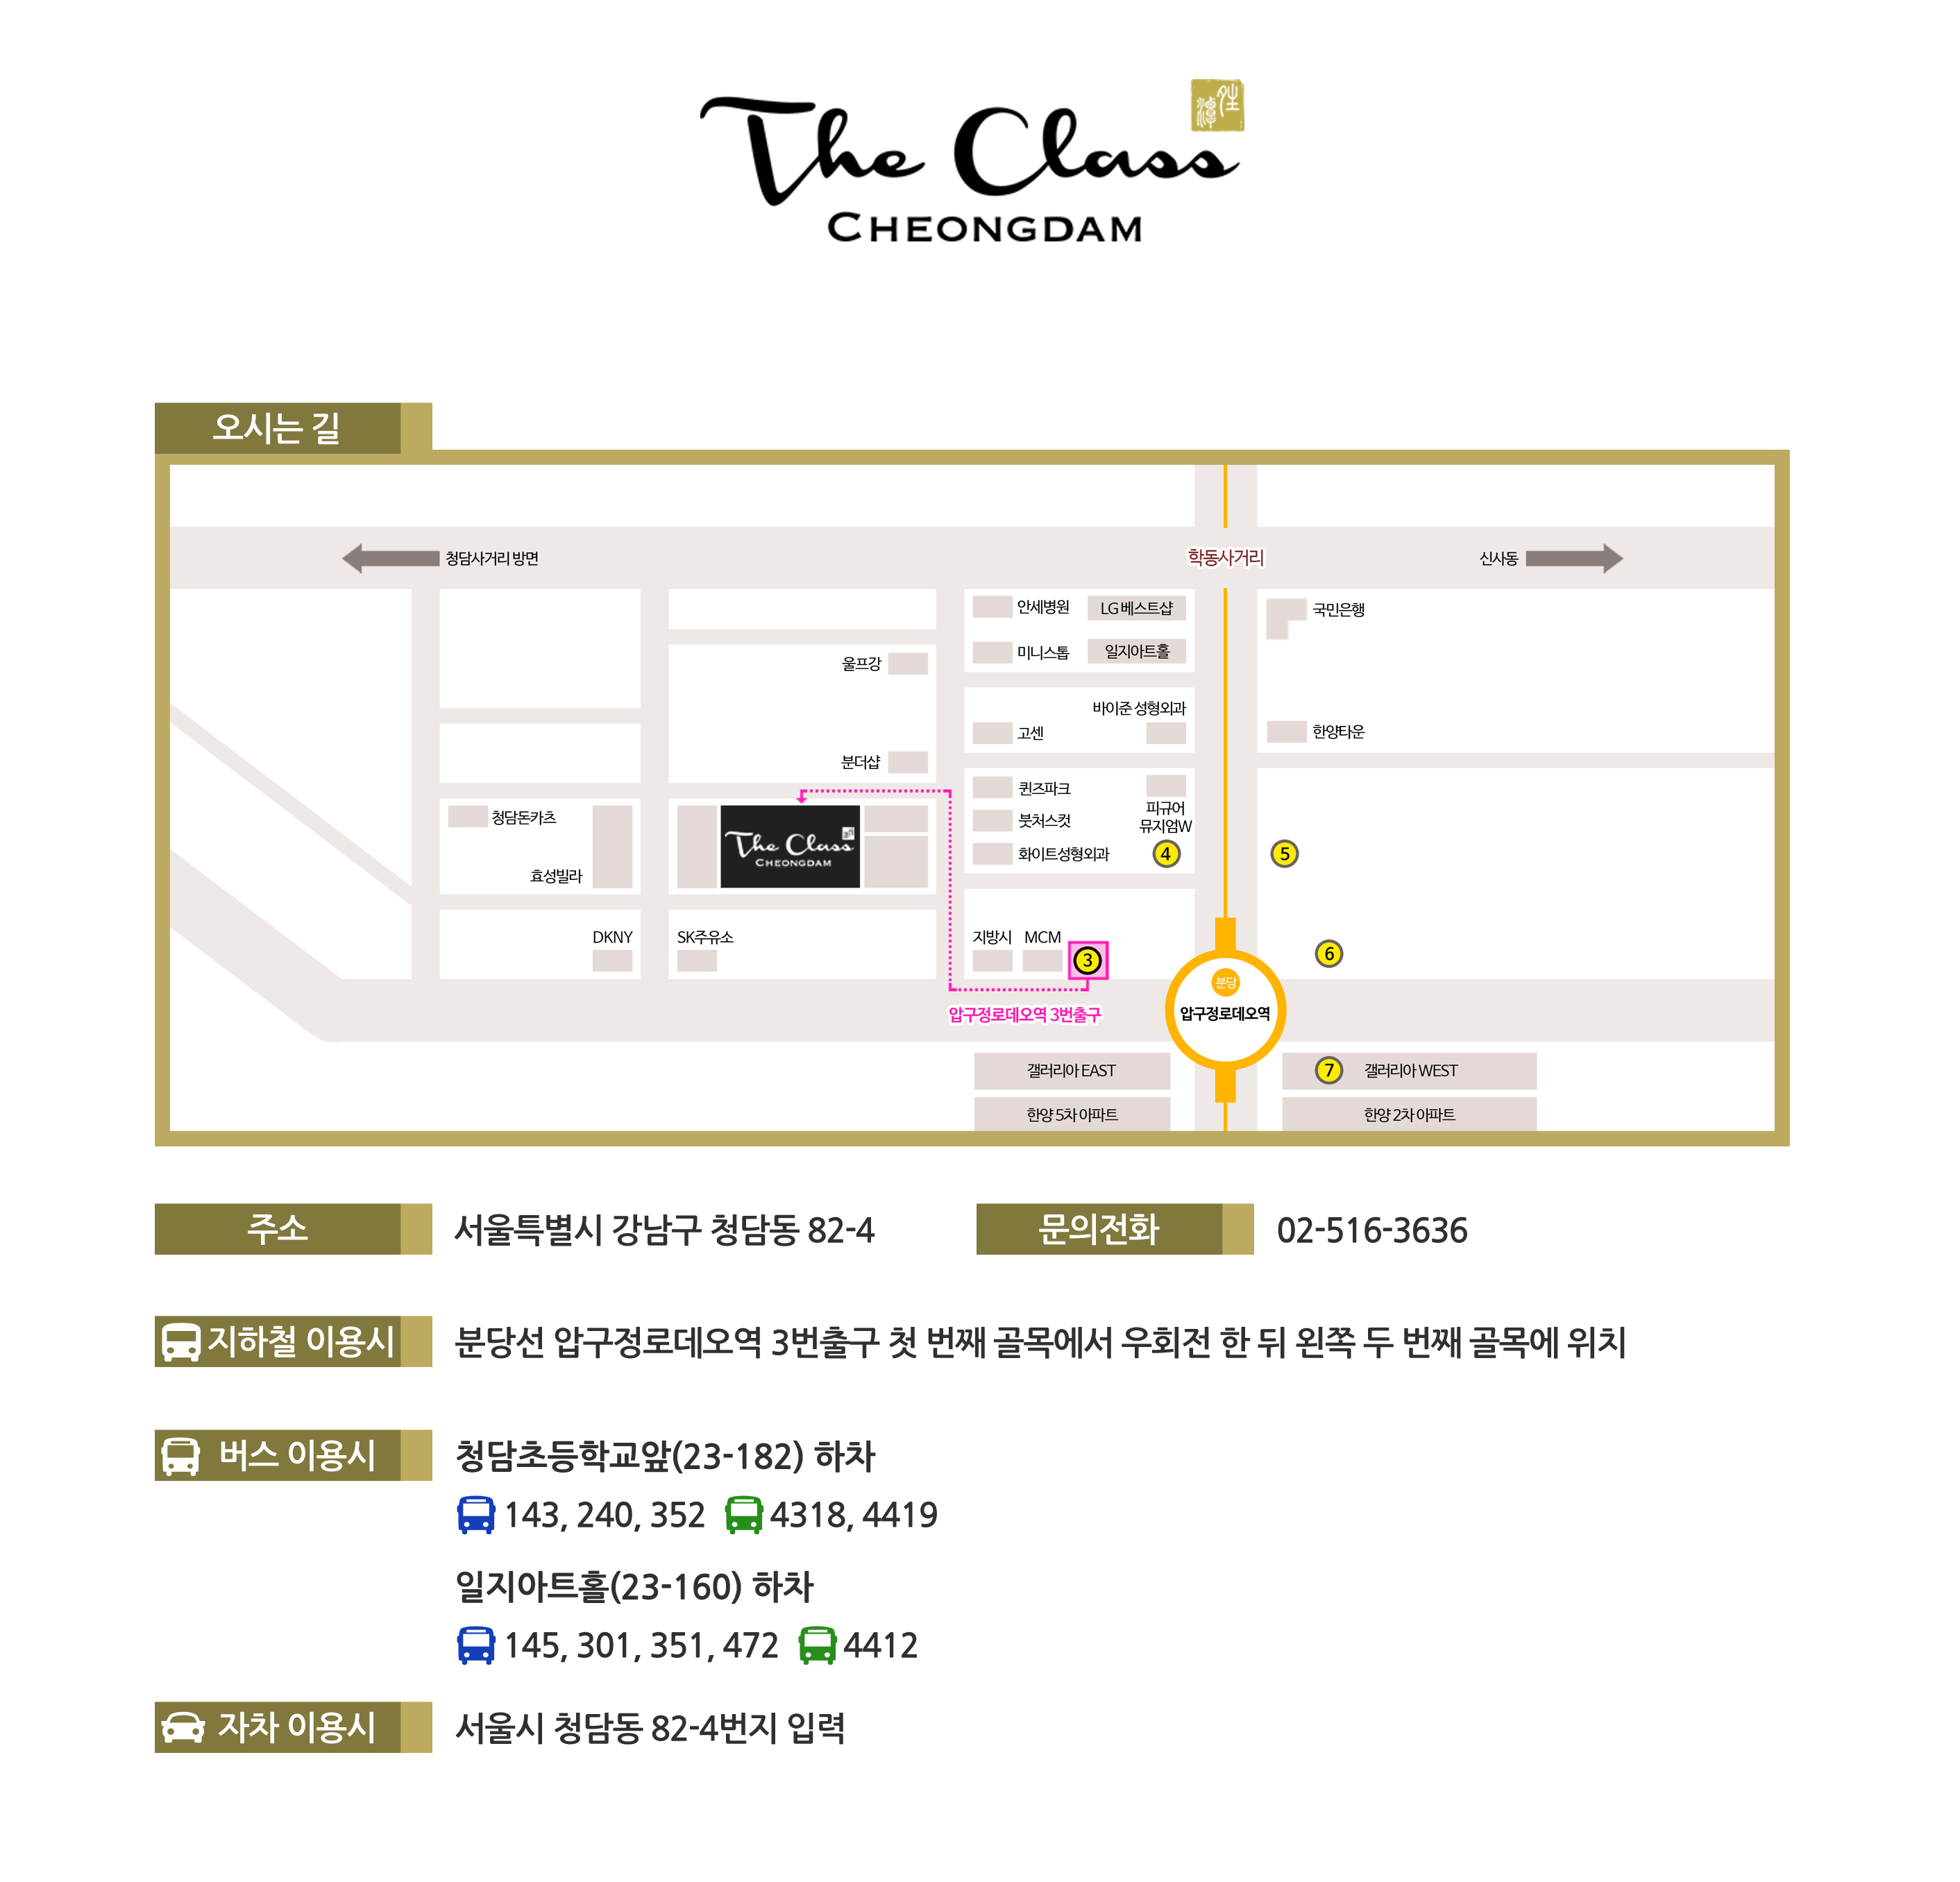 The Class
CHEONGDAM
오시는 길
청담사거리 방면
학동사거리
신사동
안세병원
LG 베스트샵
국민은행
미니스톱
일지아트홀
울프강
바이준 성형외과
고센
한양타운
분더샵
퀸즈파크
피규어
뮤지엄W
붓처스컷
화이트성형외과
4
5
청담돈카츠
The Class
CHEONGDAM
효성빌라
DKNY
SK주유소
지방시
MCM
3
6
분당
압구정로데오역
압구정로데오역 3번출구
갤러리아 EAST
7
갤러리아 WEST
한양 5차 아파트
한양 2차 아파트
주소
서울특별시 강남구 청담동 82-4
문의전화
02-516-3636
지하철 이용시
분당선 압구정로데오역 3번출구 첫 번째 골목에서 우회전 한 뒤 왼쪽 두 번째 골목에 위치
버스 이용시
청담초등학교앞(23-182) 하차
143, 240, 352 4318, 4419
일지아트홀(23-160) 하차
145, 301, 351, 472 4412
자차 이용시
서울시 청담동 82-4번지 입력